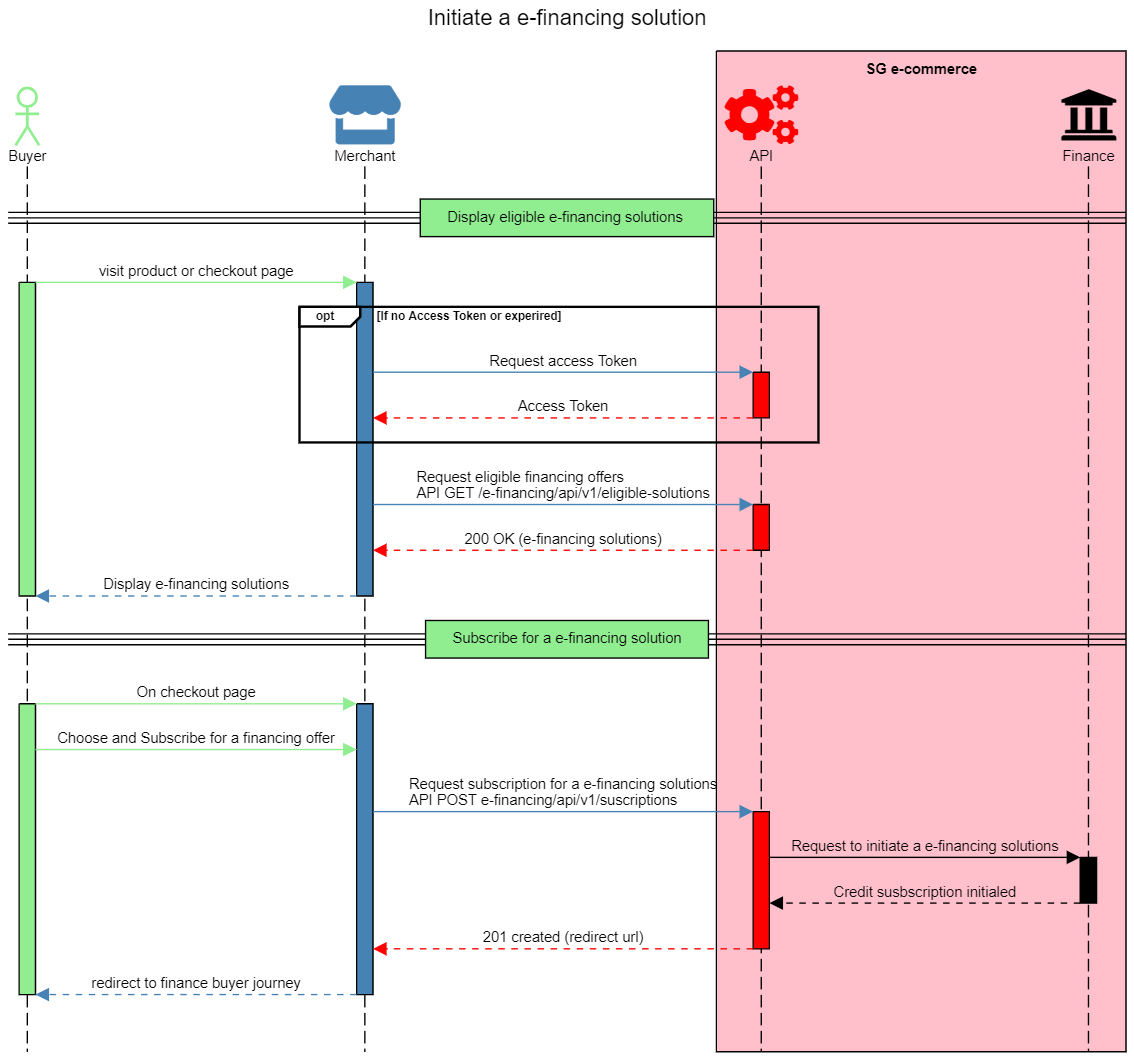 Initiate a e-financing solution
SG e-commerce
Buyer
Merchant
API
Finance
Display eligible e-financing solutions
visit product or checkout page
opt
[If no Access Token or experired]
Request access Token
Access Token
Request eligible financing offers
API GET /e-financing/api/v1/eligible-solutions
200 OK (e-financing solutions)
Display e-financing solutions
Subscribe for a e-financing solution
On checkout page
Choose and Subscribe for a financing offer
Request subscription for a e-financing solutions
API POST e-financing/api/v1/suscriptions
Request to initiate a e-financing solutions
Credit susbscription initialed
201 created (redirect url)
redirect to finance buyer journey